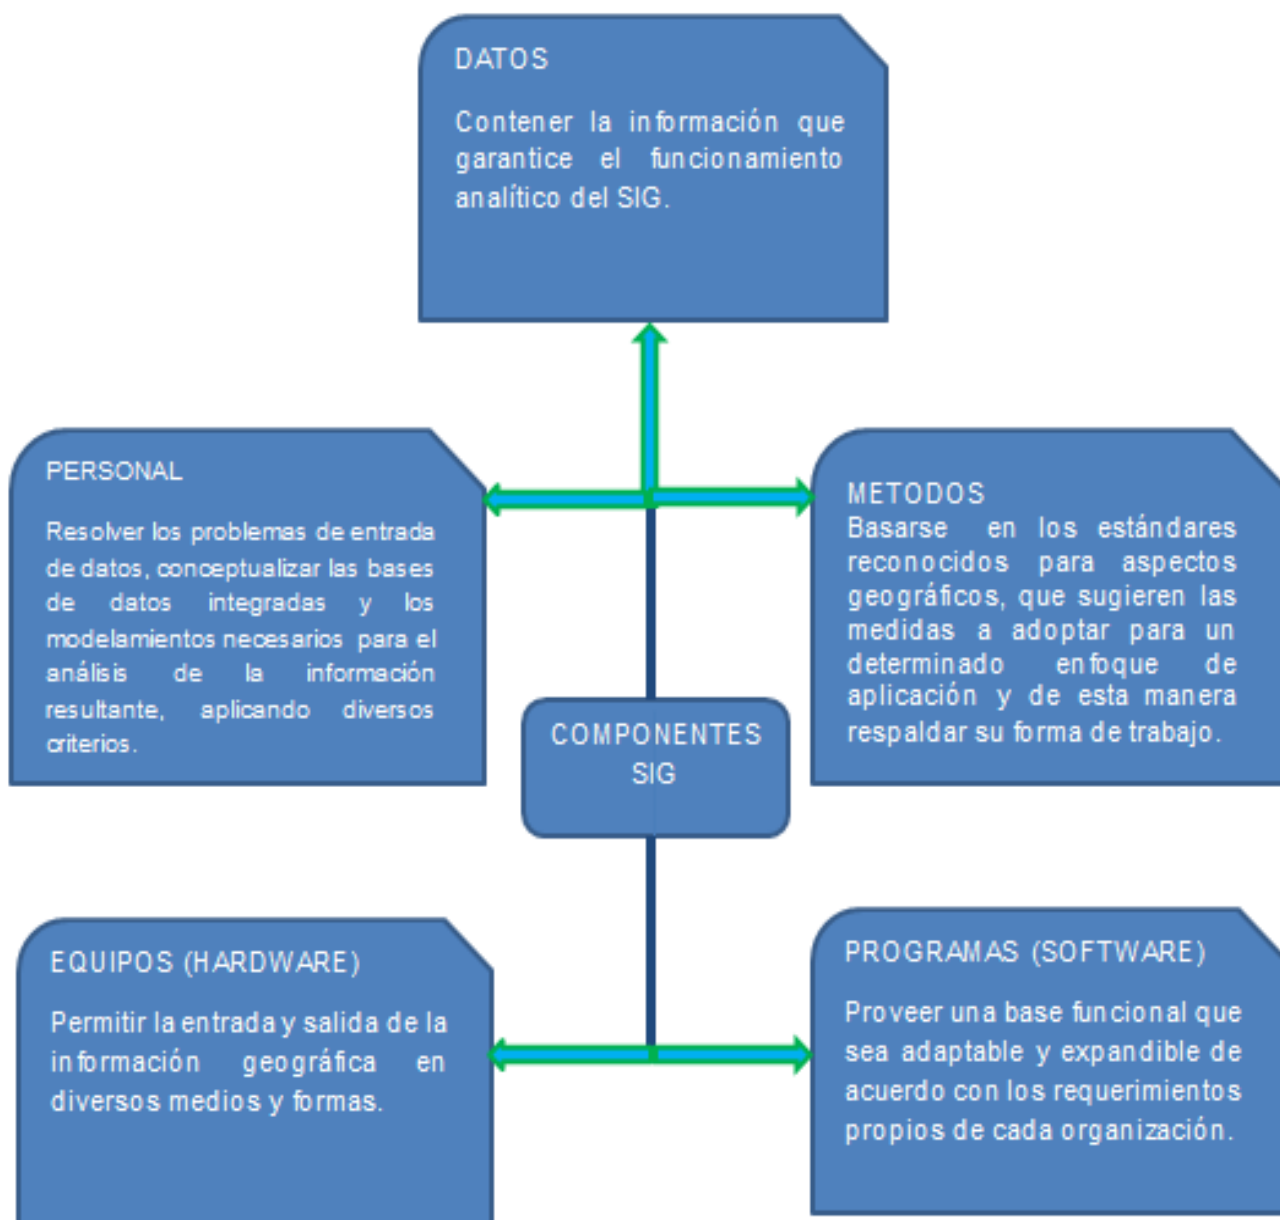 DATOS
Contener la información que
garantice el funcionamiento
analítico del SIG.
PERSONAL
Resolver los problemas de entrada
de datos, conceptualizar las bases
de datos integradas y los
modelamientos necesarios para el
análisis de la información
resultante, aplicando diversos
criterios.
METODOS
Basarse en los estándares
reconocidos para aspectos
geográficos, que sugieren las
medidas a adoptar para un
determinado enfoque de
aplicación y de esta manera
respaldar su forma de trabajo.
COMPONENTES
SIG
EQUIPOS (HARDWARE)
Permitir la entrada y salida de la
información geográfica en
diversos medios y formas.
PROGRAMAS (SOFTWARE)
Proveer una base funcional que
sea adaptable y expandible de
acuerdo con los requerimientos
propios de cada organización.